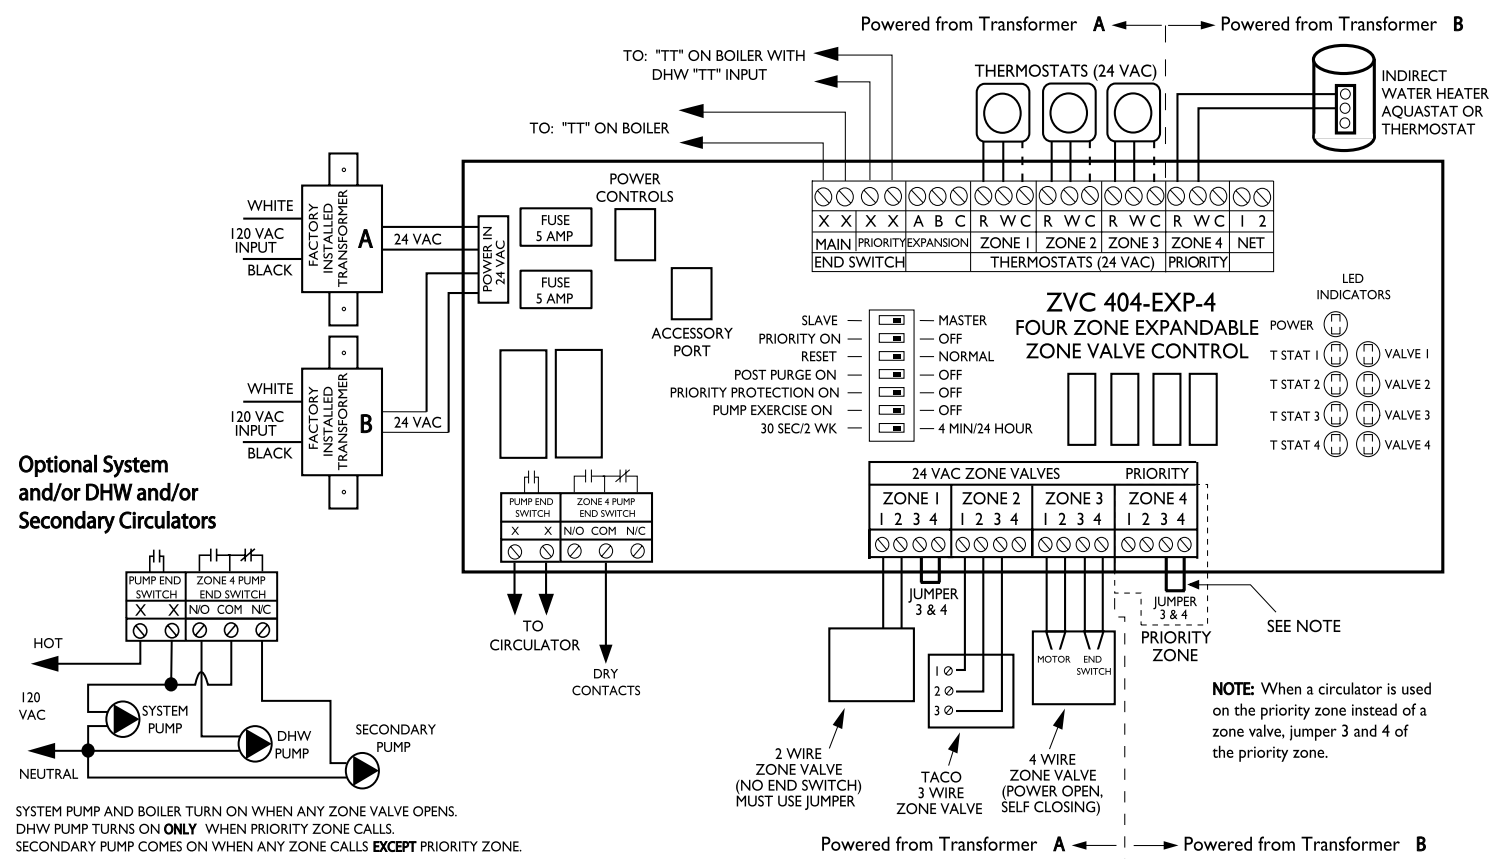 Powered from Transformer A
Powered from Transformer B
TO: "TT" ON BOILER WITH
DHW "TT" INPUT
TO: "TT" ON BOILER
THERMOSTATS (24 VAC)
INDIRECT
WATER HEATER
AQUASTAT OR
THERMOSTAT
WHITE
120 VAC
INPUT
BLACK
FACTORY
INSTALLED
TRANSFORMER
A
24 VAC
WHITE
120 VAC
INPUT
BLACK
FACTORY
INSTALLED
TRANSFORMER
B
24 VAC
POWER IN
24 VAC
FUSE
5 AMP
FUSE
5 AMP
POWER
CONTROLS
ACCESSORY
PORT
X X X X A B C R W C R W C R W C R W C 1 2
MAIN PRIORITY EXPANSION ZONE 1 ZONE 2 ZONE 3 ZONE 4 NET
END SWITCH THERMOSTATS (24 VAC) PRIORITY
ZVC 404-EXP-4
FOUR ZONE EXPANDABLE
ZONE VALVE CONTROL
SLAVE MASTER
PRIORITY ON OFF
RESET NORMAL
POST PURGE ON OFF
PRIORITY PROTECTION ON OFF
PUMP EXERCISE ON OFF
30 SEC/2 WK 4 MIN/24 HOUR
LED
INDICATORS
POWER
T STAT 1 VALVE 1
T STAT 2 VALVE 2
T STAT 3 VALVE 3
T STAT 4 VALVE 4
24 VAC ZONE VALVES PRIORITY
ZONE 1 ZONE 2 ZONE 3 ZONE 4
1 2 3 4 1 2 3 4 1 2 3 4 1 2 3 4
PUMP END
SWITCH
ZONE 4 PUMP
END SWITCH
X X N/O COM N/C
TO
CIRCULATOR
DRY
CONTACTS
JUMPER
3 & 4
JUMPER
3 & 4
PRIORITY
ZONE
SEE NOTE
1
2
3
MOTOR
END
SWITCH
2 WIRE
ZONE VALVE
(NO END SWITCH)
MUST USE JUMPER
TACO
3 WIRE
ZONE VALVE
4 WIRE
ZONE VALVE
(POWER OPEN,
SELF CLOSING)
NOTE: When a circulator is used
on the priority zone instead of a
zone valve, jumper 3 and 4 of
the priority zone.
Optional System
and/or DHW and/or
Secondary Circulators
PUMP END
SWITCH
ZONE 4 PUMP
END SWITCH
X X N/O COM N/C
HOT
120
VAC
NEUTRAL
SYSTEM
PUMP
DHW
PUMP
SECONDARY
PUMP
SYSTEM PUMP AND BOILER TURN ON WHEN ANY ZONE VALVE OPENS.
DHW PUMP TURNS ON ONLY WHEN PRIORITY ZONE CALLS.
SECONDARY PUMP COMES ON WHEN ANY ZONE CALLS EXCEPT PRIORITY ZONE.
Powered from Transformer A
Powered from Transformer B